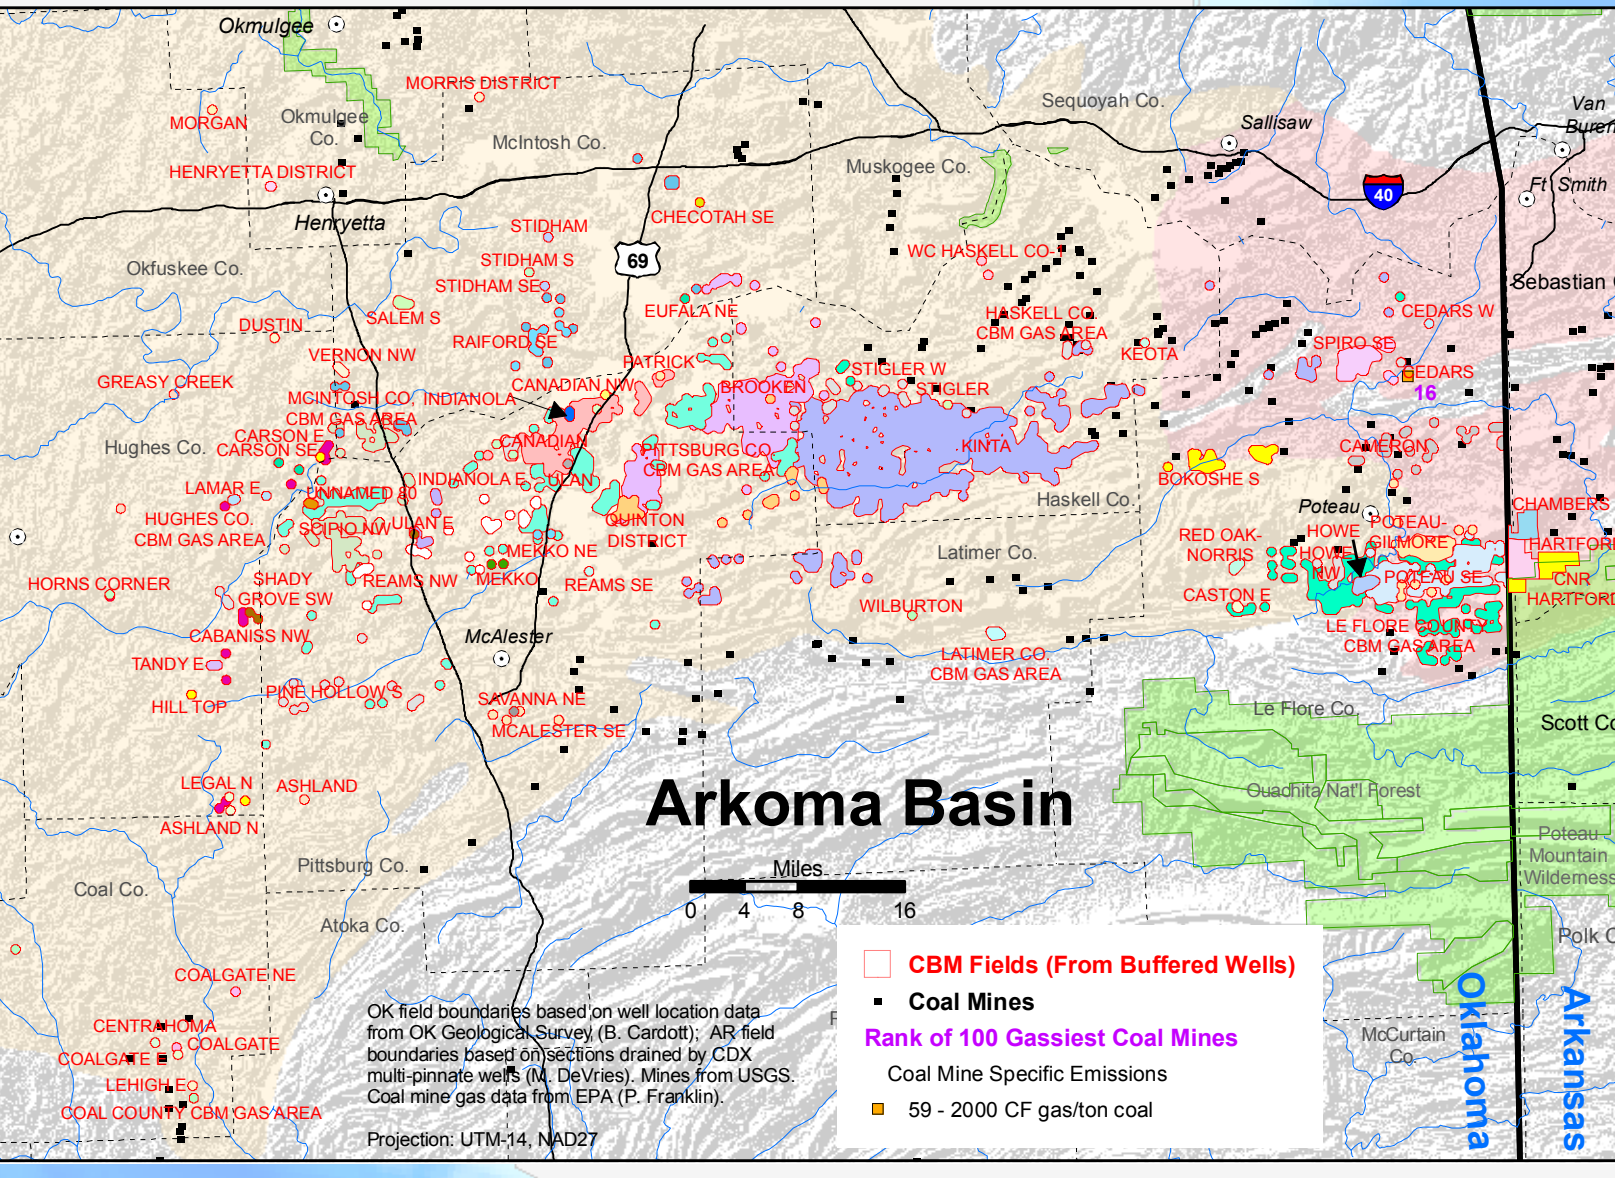 Okmulgee
MORRIS DISTRICT
MORGAN
Okmulgee
Co.
McIntosh Co.
Sequoyah Co.
Sallisaw
Van
Buren
HENRYETTA DISTRICT
Muskogee Co.
40
Ft Smith
Henryetta
CHECOTAH SE
STIDHAM
STIDHAM S
STIDHAM SE
69
WC HASKELL CO-1
Okfuskee Co.
Sebastian
SALEM S
DUSTIN
EUFALA NE
HASKELL CO.
CBM GAS AREA
CEDARS W
RAIFORD SE
VERNON NW
PATRICK
STIGLER W
KEOTA
SPIRO SE
CEDARS
16
GREASY CREEK
CANADIAN NW
BROOKEN
STIGLER
MCINTOSH CO.
CBM GAS AREA
INDIANOLA
CARSON E
CARSON SE
Hughes Co.
CANADIAN
PITTSBURG CO.
CBM GAS AREA
KINTA
CAMERON
INDIANOLA E
ULAN
BOKOSHE S
LAMAR E
UNNAMED 80
Haskell Co.
Poteau
CHAMBERS
HUGHES CO.
CBM GAS AREA
SCIPIO NW
ULAN E
QUINTON
DISTRICT
RED OAK-
NORRIS
HOWE
HOWE
NW
POTEAU-
GILMORE
HARTFORD
MEKKO NE
Latimer Co.
HORNS CORNER
SHADY
GROVE SW
REAMS NW
MEKKO
REAMS SE
POTEAU SE
CNR
HARTFORD
CASTON E
WILBURTON
CABANISS NW
McAlester
LE FLORE COUNTY
CBM GAS AREA
TANDY E
LATIMER CO.
CBM GAS AREA
HILL TOP
PINE HOLLOW S
SAVANNA NE
MCALESTER SE
Le Flore Co.
Scott Co
LEGAL N
ASHLAND
ASHLAND N
Arkoma Basin
Ouachita Nat'l Forest
Poteau
Mountain
Wilderness
Pittsburg Co.
Coal Co.
Miles
0 4 8 16
Atoka Co.
Polk C
COALGATE NE
CENTRAHOMA
COALGATE
COALGATE E
LEHIGH E
COAL COUNTY CBM GAS AREA
OK field boundaries based on well location data
from OK Geological Survey (B. Cardott); AR field
boundaries based on sections drained by CDX
multi-pinnate wells (M. DeVries). Mines from USGS.
Coal mine gas data from EPA (P. Franklin).
Projection: UTM-14, NAD27
CBM Fields (From Buffered Wells)
Coal Mines
Rank of 100 Gassiest Coal Mines
Coal Mine Specific Emissions
59 - 2000 CF gas/ton coal
McCurtain
Co.
Oklahoma
Arkansas